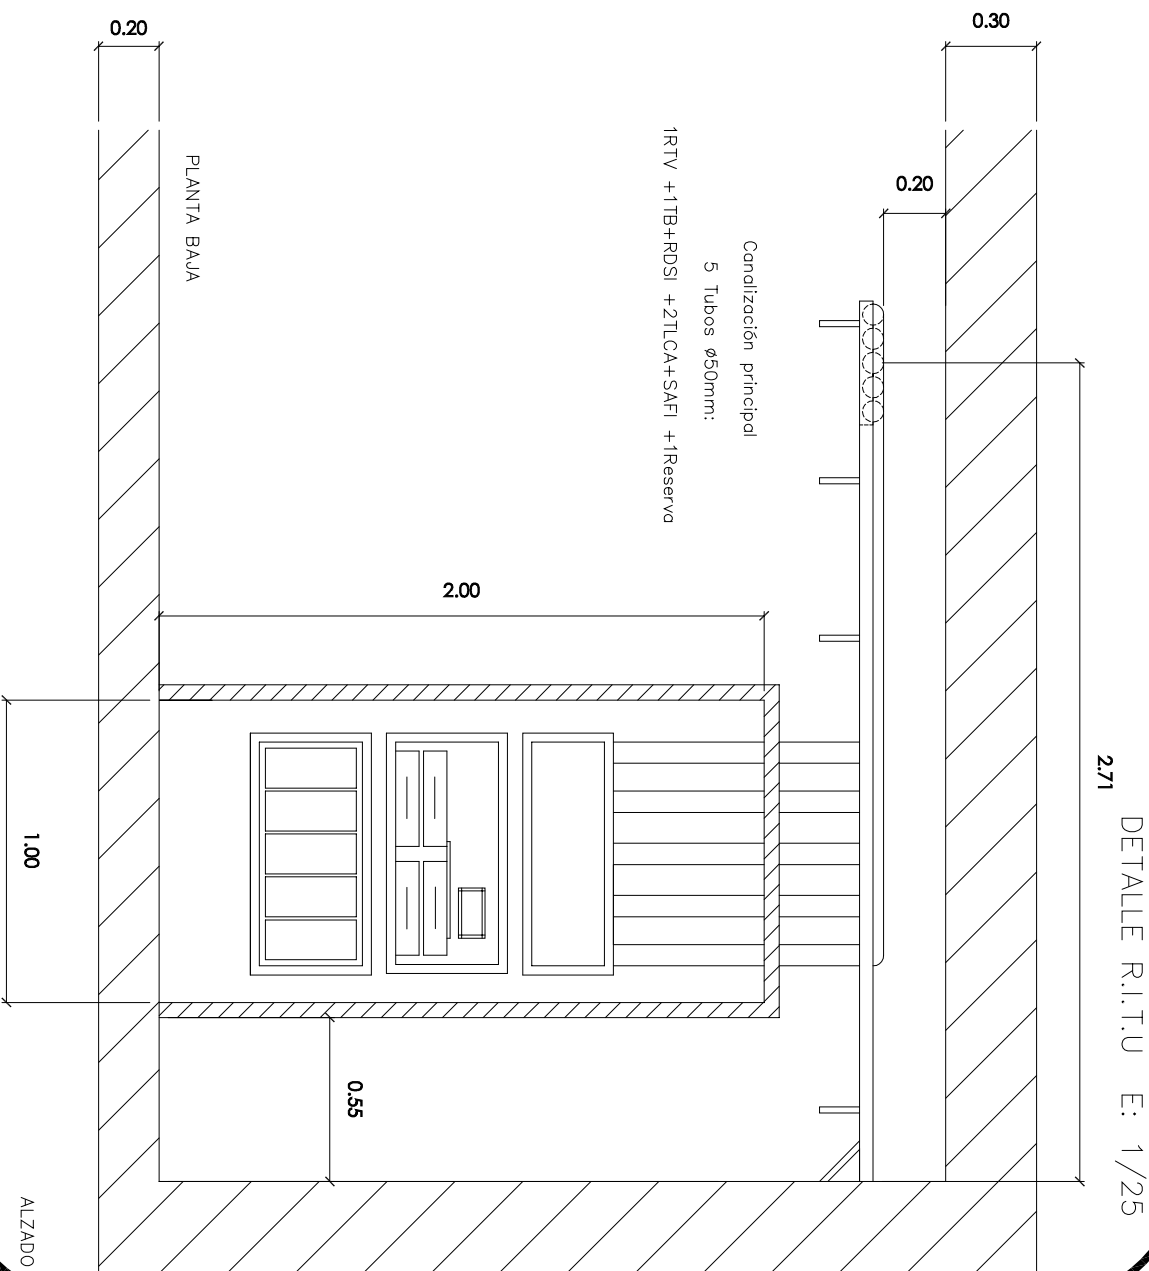 DETALLE R.I.T.U E: 1/25
2.71
0.30
0.20
Canalización principal
5 Tubos ø50mm:
1RTV +1TB+RDSI +2TLCA+SAFI +1Reserva
2.00
0.55
PLANTA BAJA
0.20
1.00
ALZADO